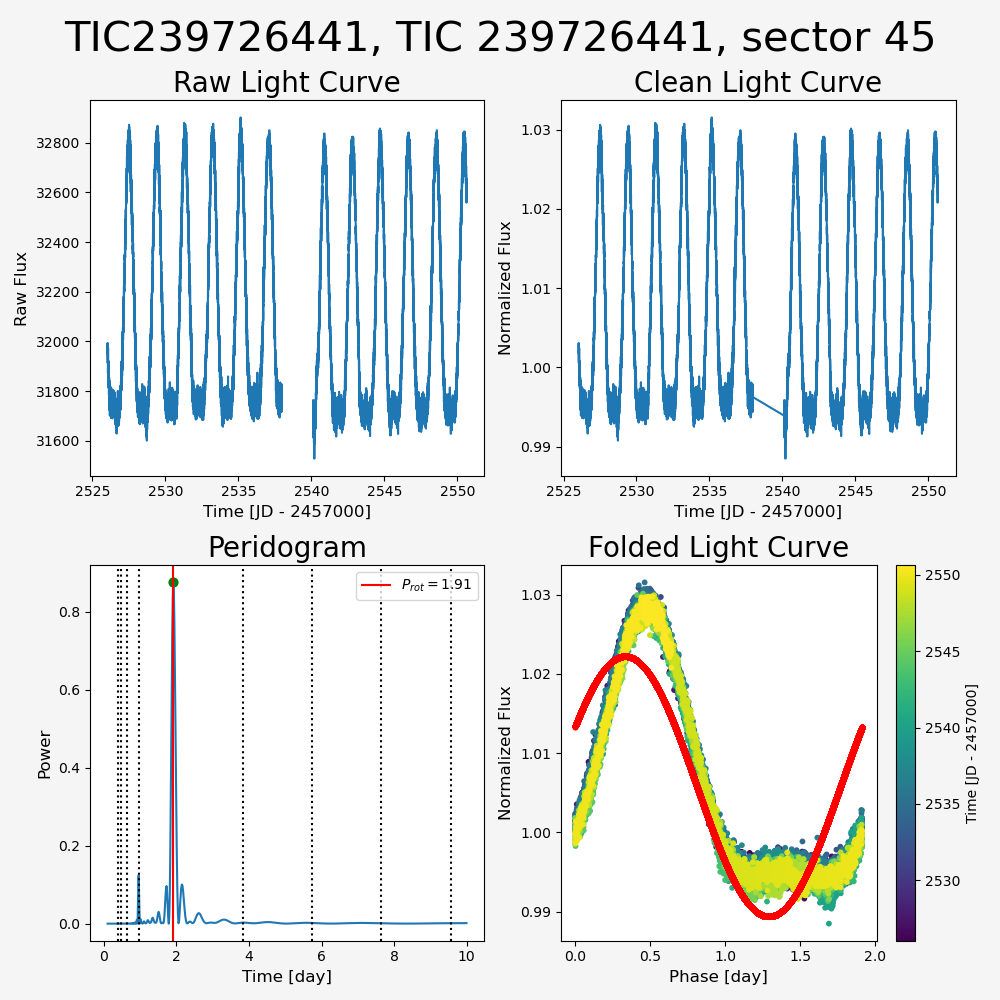 TIC239726441, TIC 239726441, sector 45
Raw Light Curve
Clean Light Curve
Raw Flux
32800
32600
32400
32200
32000
31800
31600
2525 2530 2535 2540 2545 2550
Time [JD - 2457000]
Normalized Flux
1.03
1.02
1.01
1.00
0.99
2525 2530 2535 2540 2545 2550
Time [JD - 2457000]
Peridogram
Folded Light Curve
Power
0.8
0.6
0.4
0.2
0.0
P_rot = 1.91
0 2 4 6 8 10
Time [day]
Normalized Flux
1.03
1.02
1.01
1.00
0.99
0.0 0.5 1.0 1.5 2.0
Phase [day]
2550
2545
2540
2535
2530
Time [JD - 2457000]